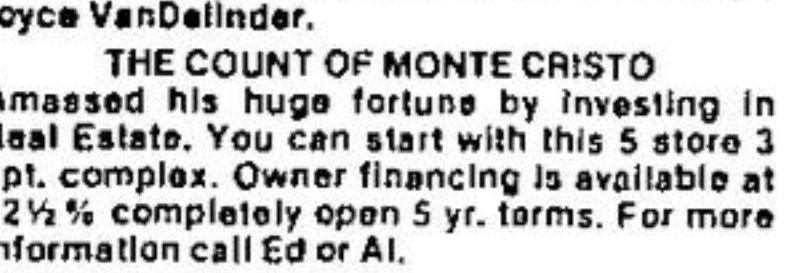 oyce VanDelinder.
THE COUNT OF MONTE CRISTO
massed his huge fortune by investing in
eal Estate. You can start with this 5 store 3
pt. complex. Owner financing is available at
2½% completely open 5 yr. terms. For more
nformation call Ed or Al.